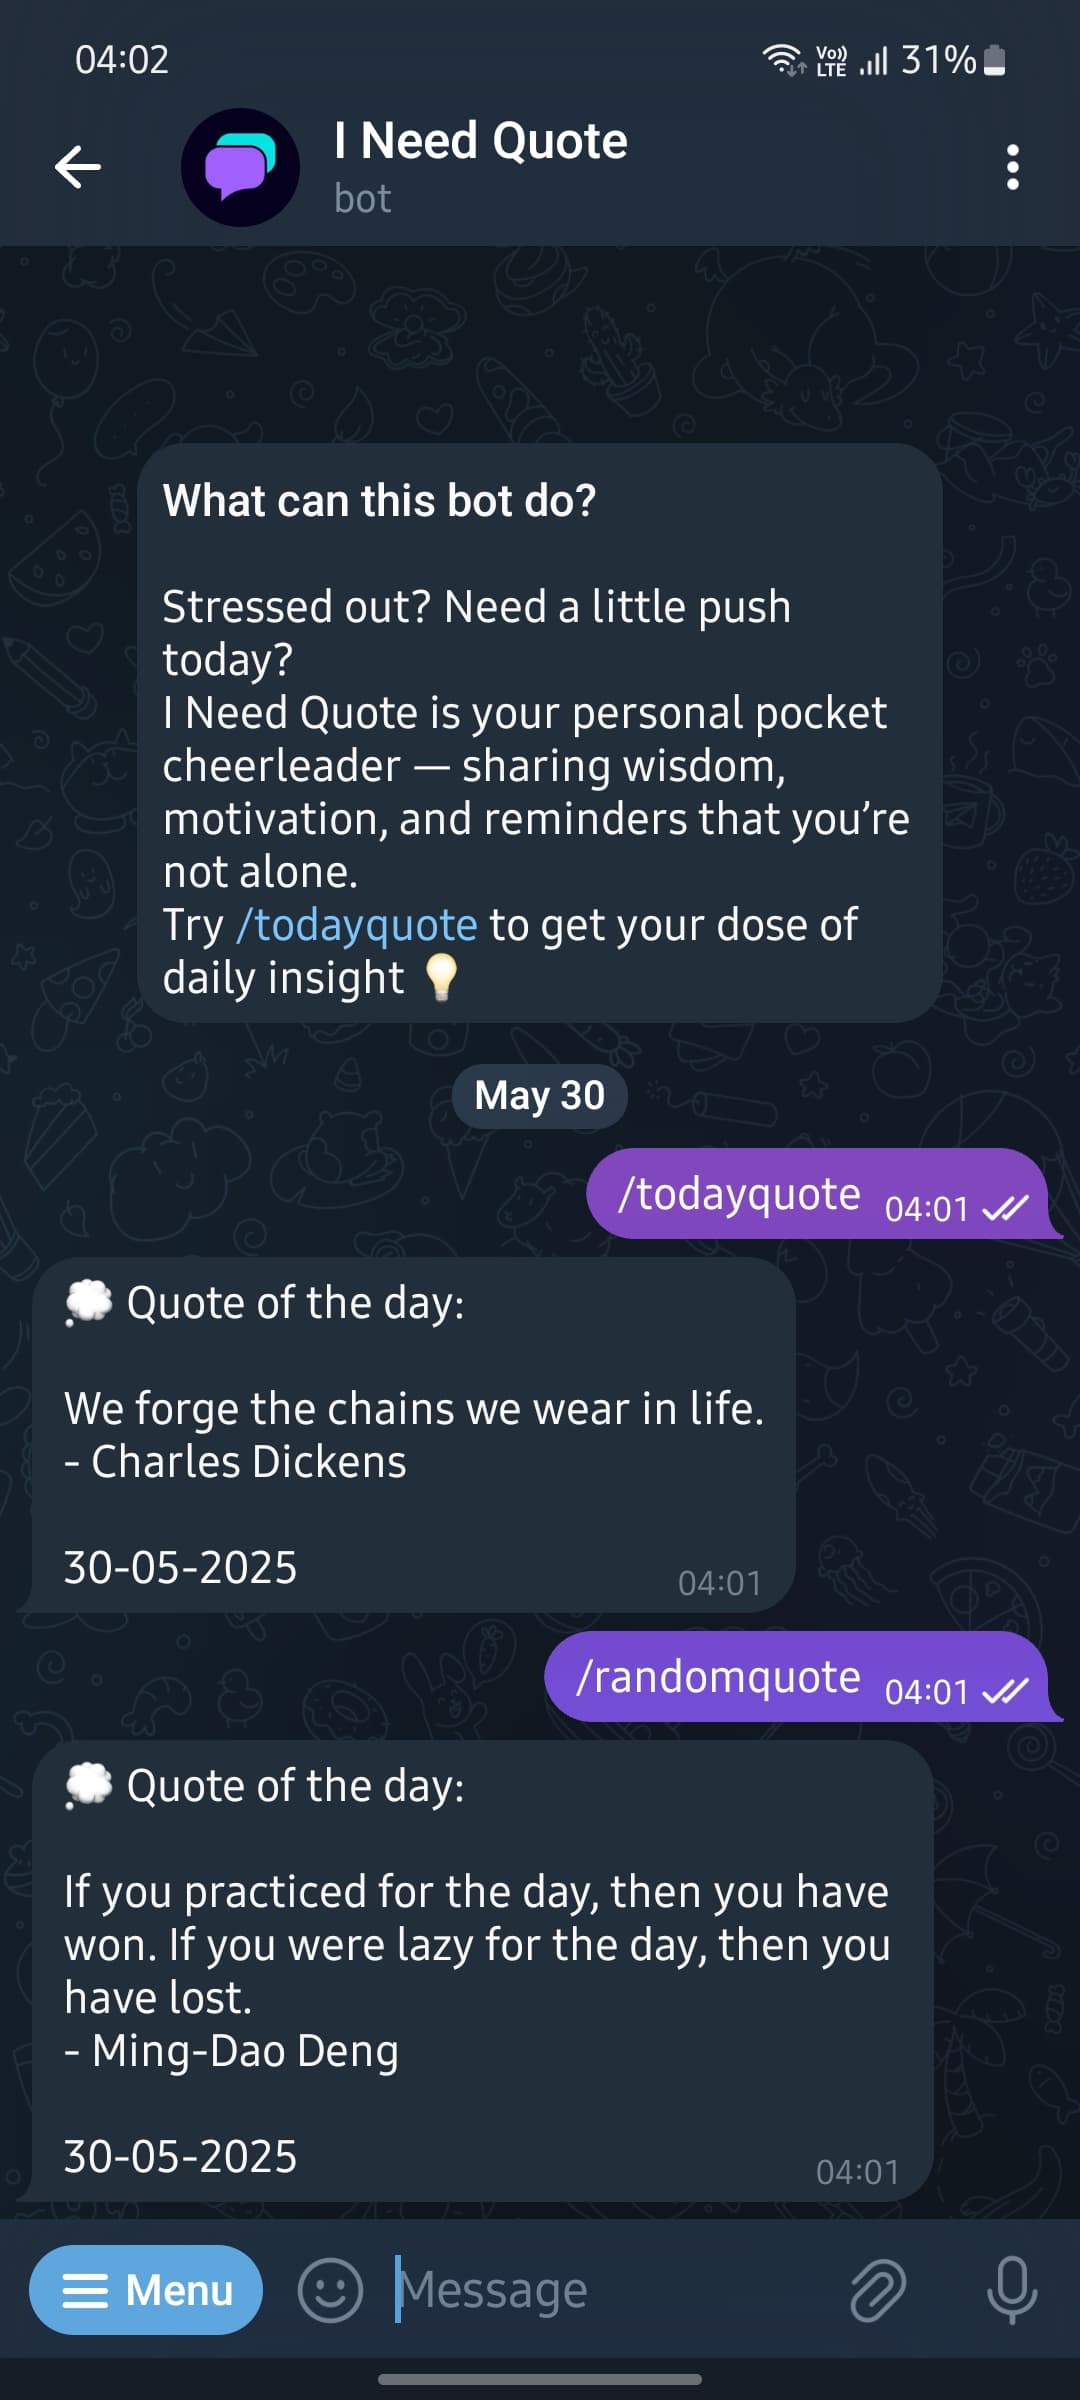 04:02
Vo))
LTE
31%
I Need Quote
bot
What can this bot do?
Stressed out? Need a little push
today?
I Need Quote is your personal pocket
cheerleader — sharing wisdom,
motivation, and reminders that you’re
not alone.
Try /todayquote to get your dose of
daily insight 💡
May 30
/todayquote 04:01
💭 Quote of the day:
We forge the chains we wear in life.
- Charles Dickens
30-05-2025
04:01
/randomquote 04:01
💭 Quote of the day:
If you practiced for the day, then you have
won. If you were lazy for the day, then you
have lost.
- Ming-Dao Deng
30-05-2025
04:01
Menu
Message